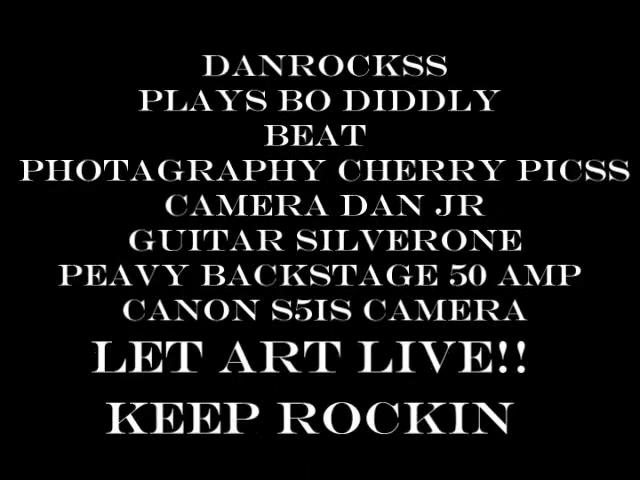 DANROCKSS
PLAYS BO DIDDLY
BEAT
PHOTAGRAPHY CHERRY PICSS
CAMERA DAN JR
GUITAR SILVERONE
PEAVY BACKSTAGE 50 AMP
CANON S5IS CAMERA
LET ART LIVE!!
KEEP ROCKIN